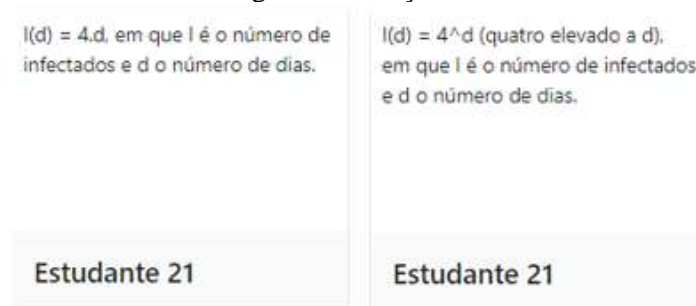 I(d) = 4.d, em que I é o número de
infectados e d o número de dias.
Estudante 21
I(d) = 4^d (quatro elevado a d),
em que I é o número de infectados
e d o número de dias.
Estudante 21